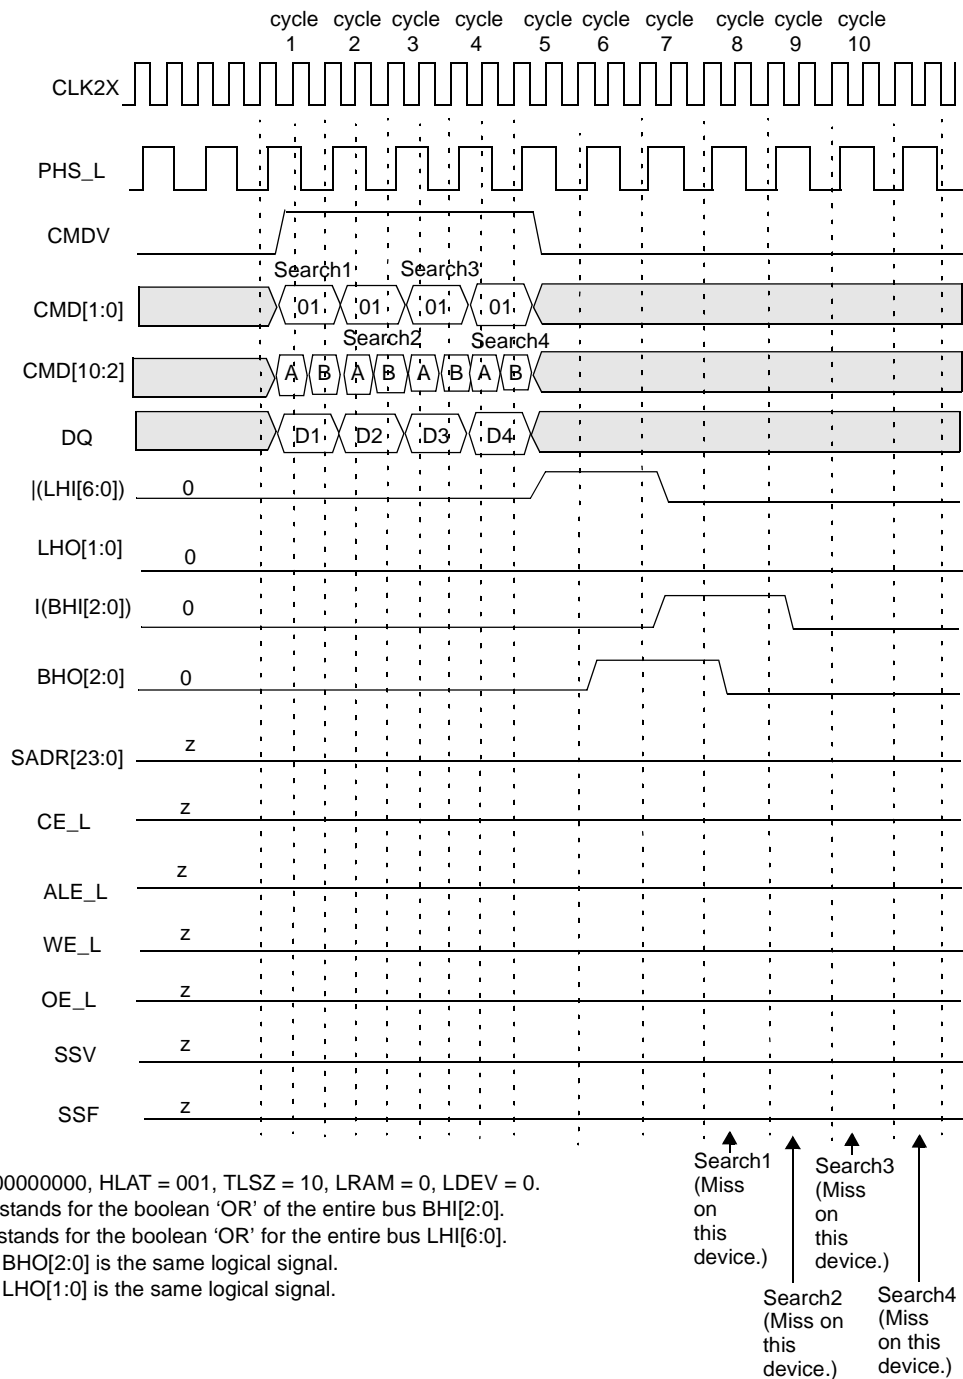 cycle cycle cycle cycle cycle cycle cycle cycle cycle cycle
1 2 3 4 5 6 7 8 9 10
CLK2X
PHS_L
CMDV
Search1 Search3
CMD[1:0] 01 01 01 01
Search2 Search4
CMD[10:2] A B A B A B A B
DQ D1 D2 D3 D4
|(LHI[6:0]) 0
LHO[1:0] 0
I(BHI[2:0]) 0
BHO[2:0] 0
SADR[23:0] z
CE_L z
ALE_L z
WE_L z
OE_L z
SSV z
SSF z
Search1
(Miss
on
this
device.)
Search3
(Miss
on
this
device.)
Search2
(Miss on
this
device.)
Search4
(Miss
on this
device.)
00000000, HLAT = 001, TLSZ = 10, LRAM = 0, LDEV = 0.
stands for the boolean ‘OR’ of the entire bus BHI[2:0].
stands for the boolean ‘OR’ for the entire bus LHI[6:0].
BHO[2:0] is the same logical signal.
LHO[1:0] is the same logical signal.